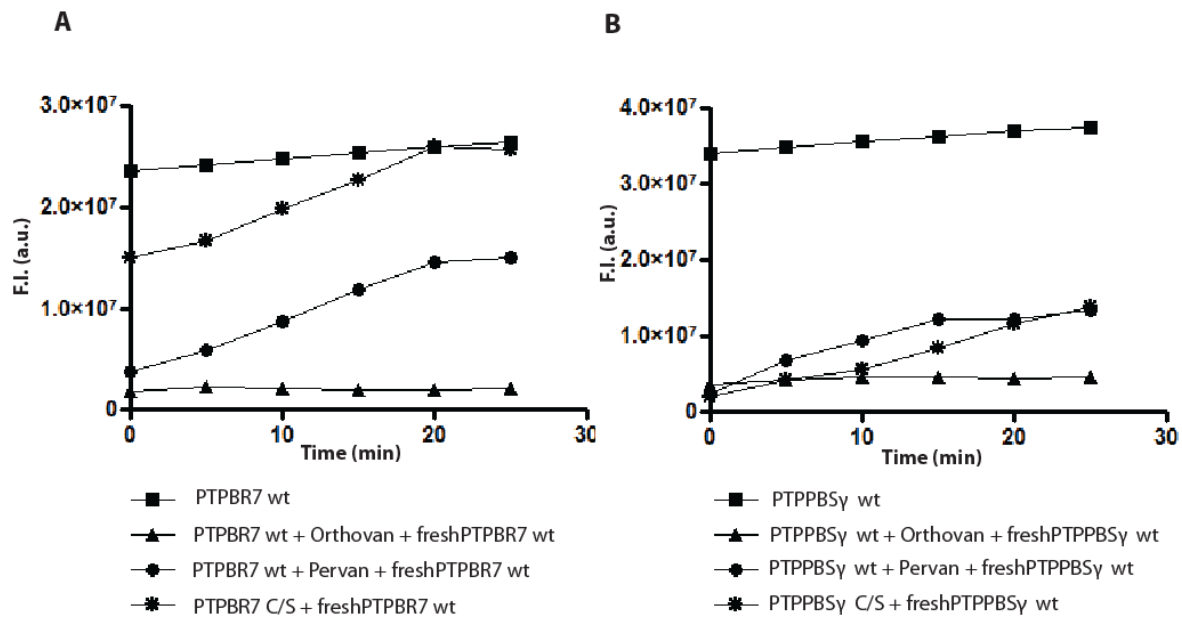 A
3.0×10⁷
2.0×10⁷
1.0×10⁷
0
F.I. (a.u.)
0 10 20 30
Time (min)
PTPBR7 wt
PTPBR7 wt + Orthovan + freshPTPBR7 wt
PTPBR7 wt + Pervan + freshPTPBR7 wt
PTPBR7 C/S + freshPTPBR7 wt
B
4.0×10⁷
3.0×10⁷
2.0×10⁷
1.0×10⁷
0
F.I. (a.u.)
0 10 20 30
Time (min)
PTPPBSγ wt
PTPPBSγ wt + Orthovan + freshPTPPBSγ wt
PTPPBSγ wt + Pervan + freshPTPPBSγ wt
PTPPBSγ C/S + freshPTPPBSγ wt